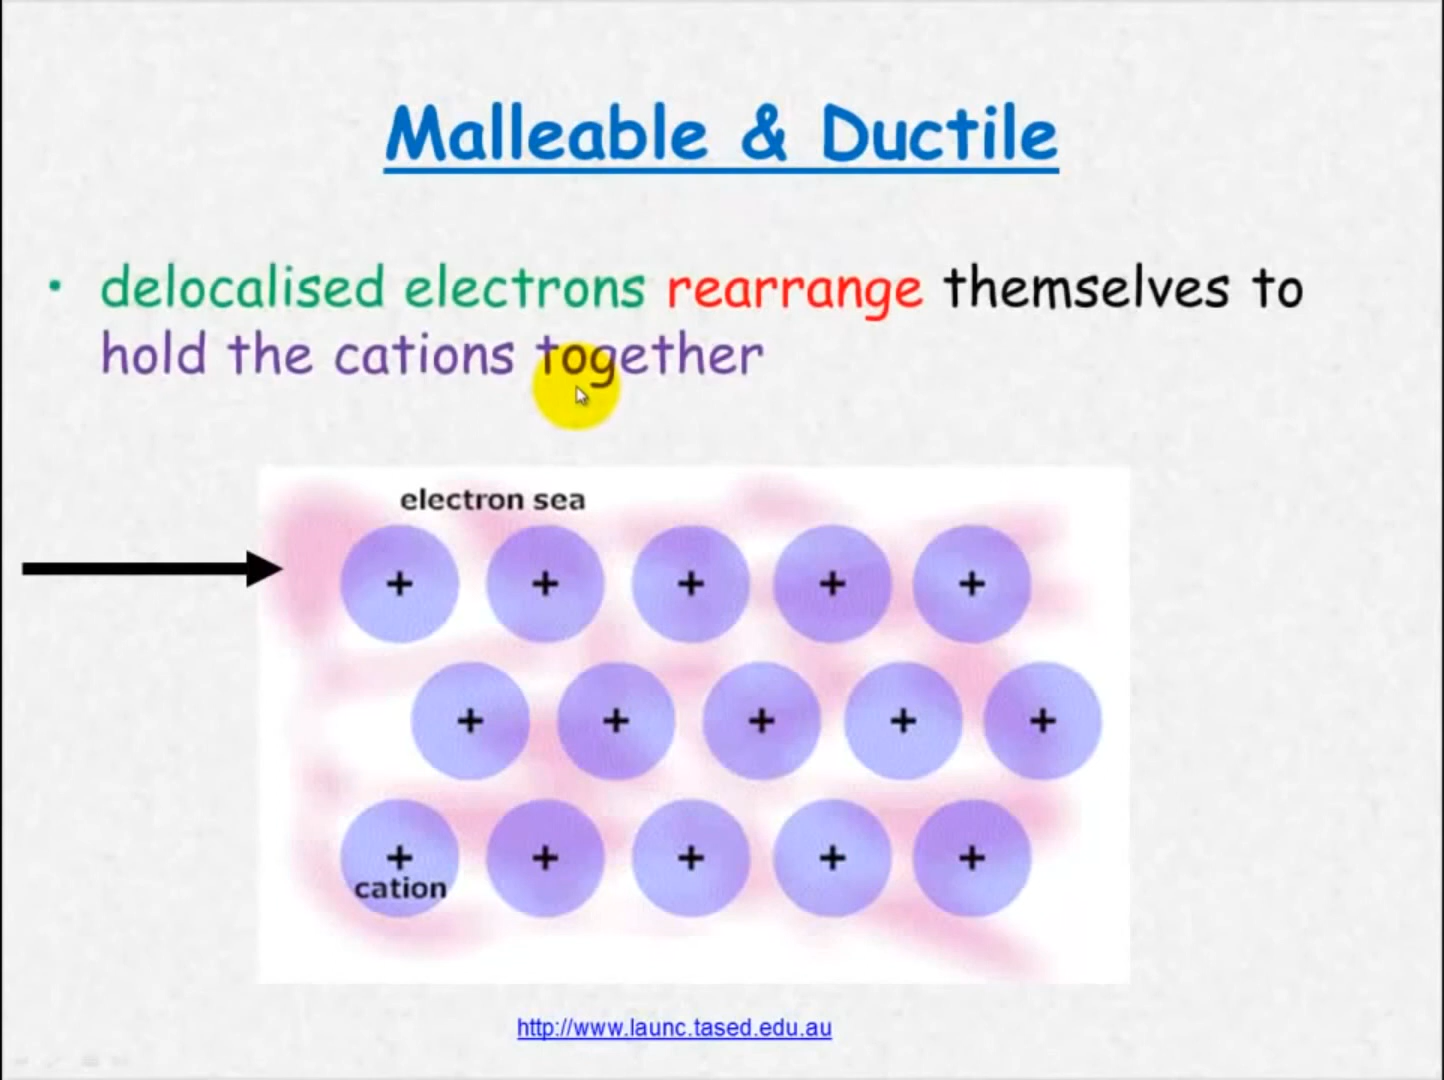 Malleable & Ductile
• delocalised electrons rearrange themselves to
hold the cations together
electron sea
+ + + + +
+ + + + +
+ + + + +
cation
http://www.launc.tased.edu.au